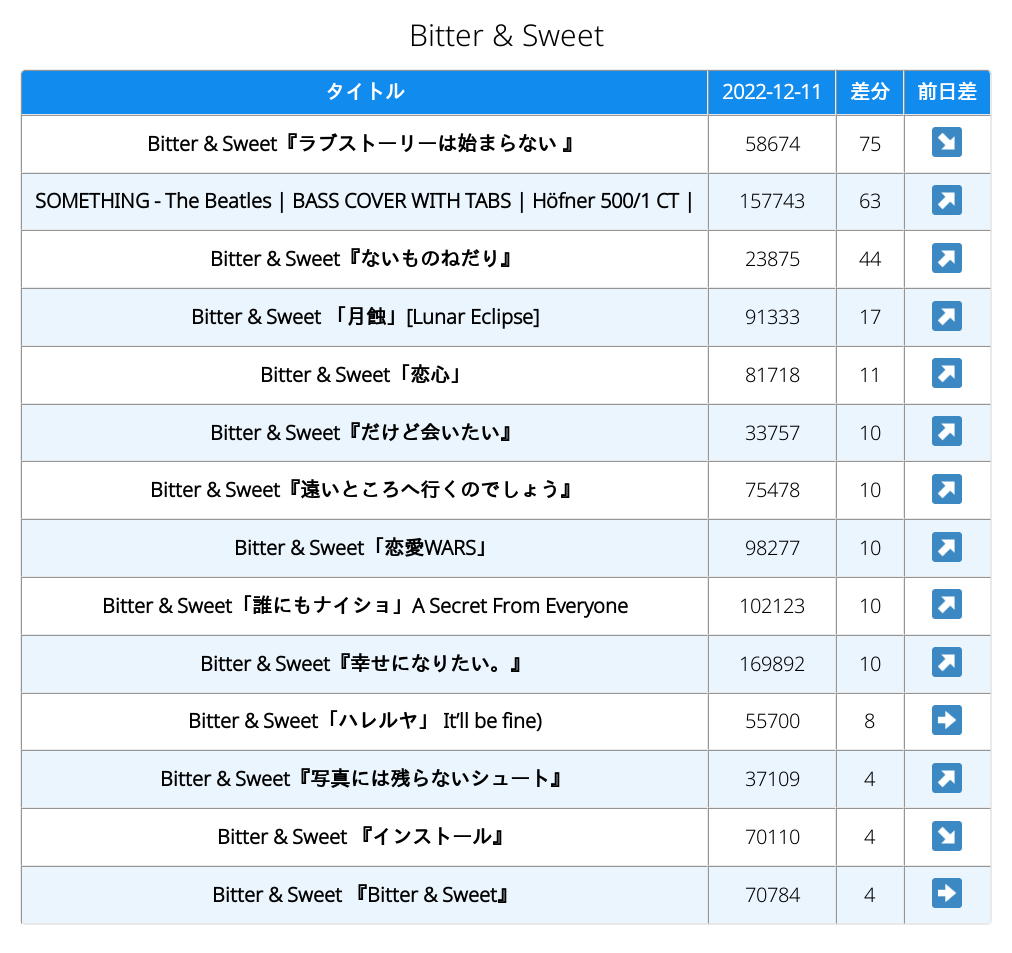 Bitter & Sweet
タイトル 2022-12-11 差分 前日差
Bitter & Sweet『ラブストーリーは始まらない 』 58674 75
SOMETHING - The Beatles | BASS COVER WITH TABS | Höfner 500/1 CT | 157743 63
Bitter & Sweet『ないものねだり』 23875 44
Bitter & Sweet 「月蝕」[Lunar Eclipse] 91333 17
Bitter & Sweet「恋心」 81718 11
Bitter & Sweet『だけど会いたい』 33757 10
Bitter & Sweet『遠いところへ行くのでしょう』 75478 10
Bitter & Sweet「恋愛WARS」 98277 10
Bitter & Sweet「誰にもナイショ」A Secret From Everyone 102123 10
Bitter & Sweet『幸せになりたい。』 169892 10
Bitter & Sweet「ハレルヤ」 It’ll be fine) 55700 8
Bitter & Sweet『写真には残らないシュート』 37109 4
Bitter & Sweet 『インストール』 70110 4
Bitter & Sweet 『Bitter & Sweet』 70784 4